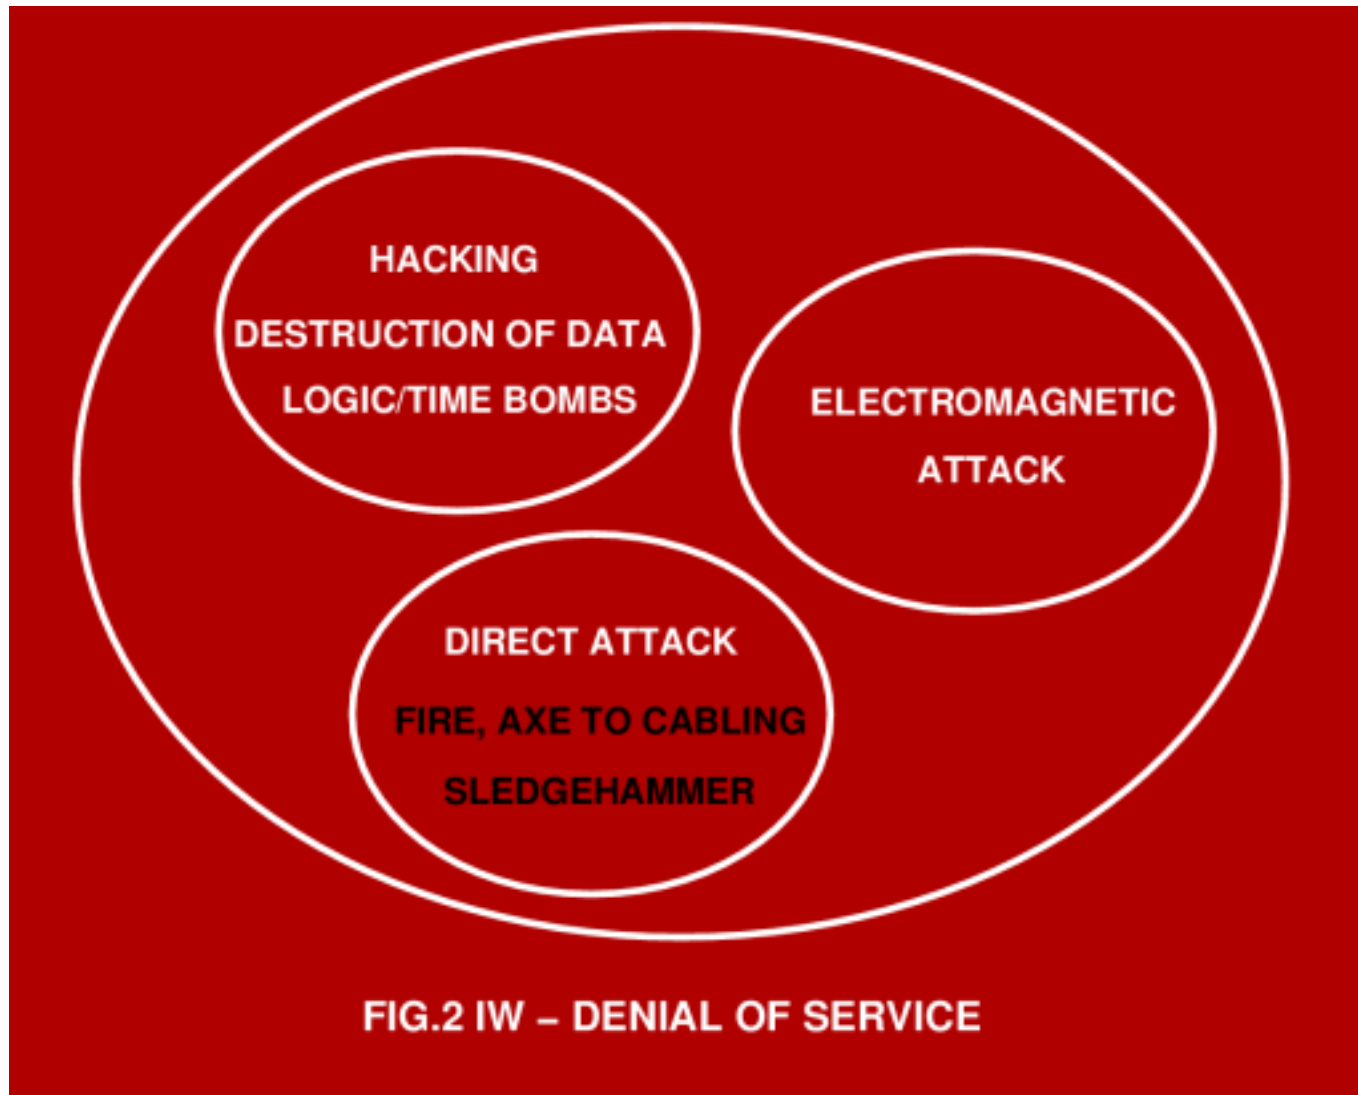 HACKING
DESTRUCTION OF DATA
LOGIC/TIME BOMBS
ELECTROMAGNETIC
ATTACK
DIRECT ATTACK
FIRE, AXE TO CABLING
SLEDGEHAMMER
FIG.2 IW – DENIAL OF SERVICE